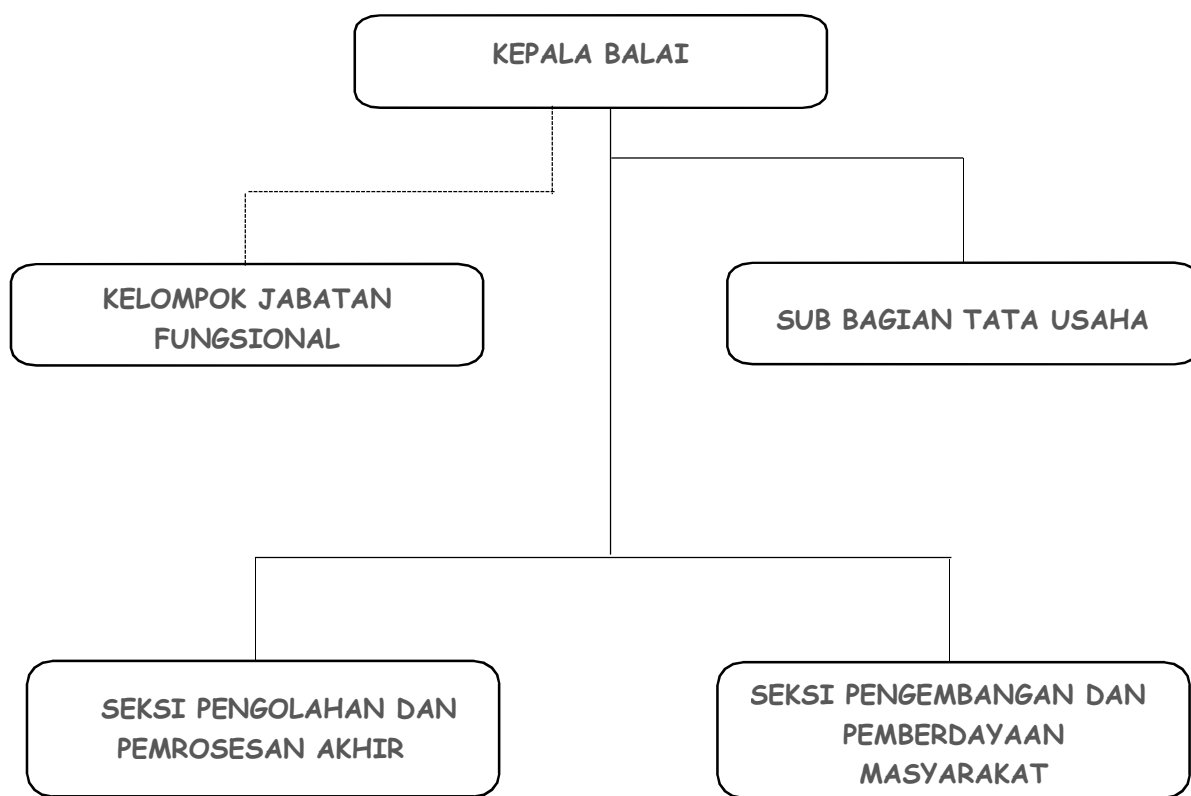 KEPALA BALAI
KELOMPOK JABATAN
FUNGSIONAL
SUB BAGIAN TATA USAHA
SEKSI PENGOLAHAN DAN
PEMROSESAN AKHIR
SEKSI PENGEMBANGAN DAN
PEMBERDAYAAN
MASYARAKAT